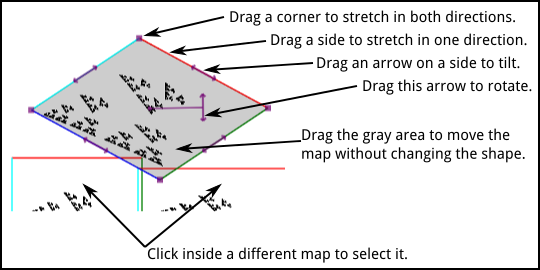 Drag a corner to stretch in both directions.
Drag a side to stretch in one direction.
Drag an arrow on a side to tilt.
Drag this arrow to rotate.
Drag the gray area to move the
map without changing the shape.
Click inside a different map to select it.